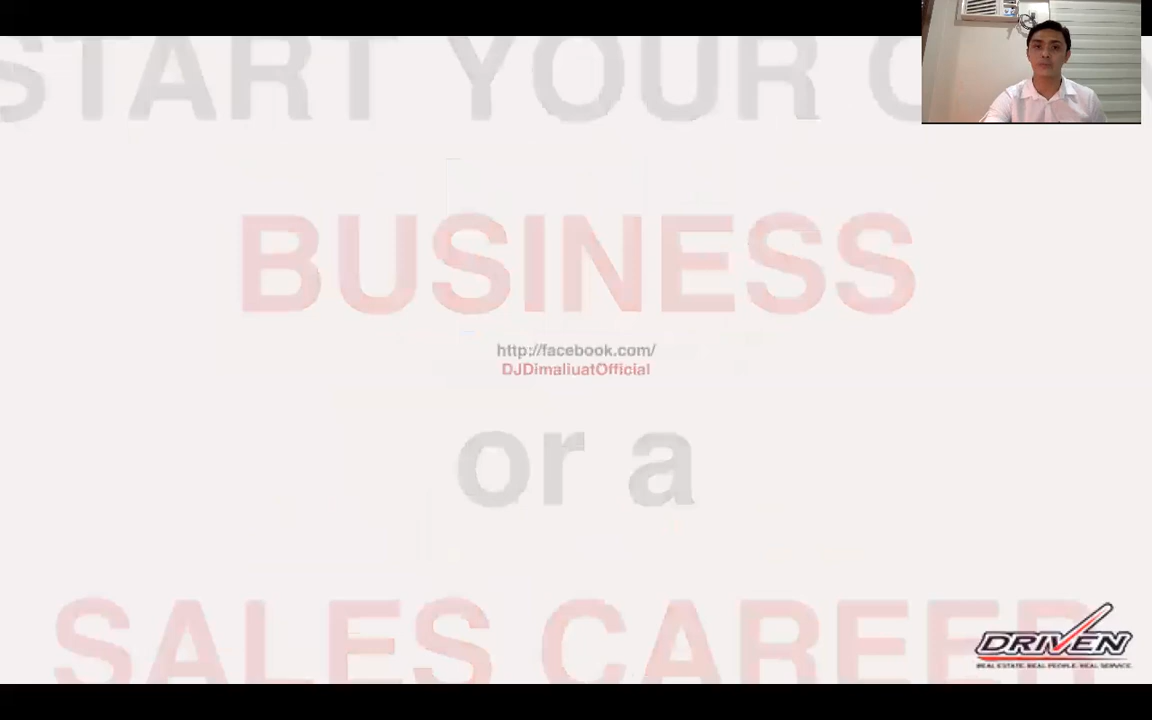 START YOUR
BUSINESS
http://facebook.com/
DJDimaliuatOfficial
or a
SALES CAREER
DRIVEN
REAL ESTATE. REAL PEOPLE. REAL SERVICE.